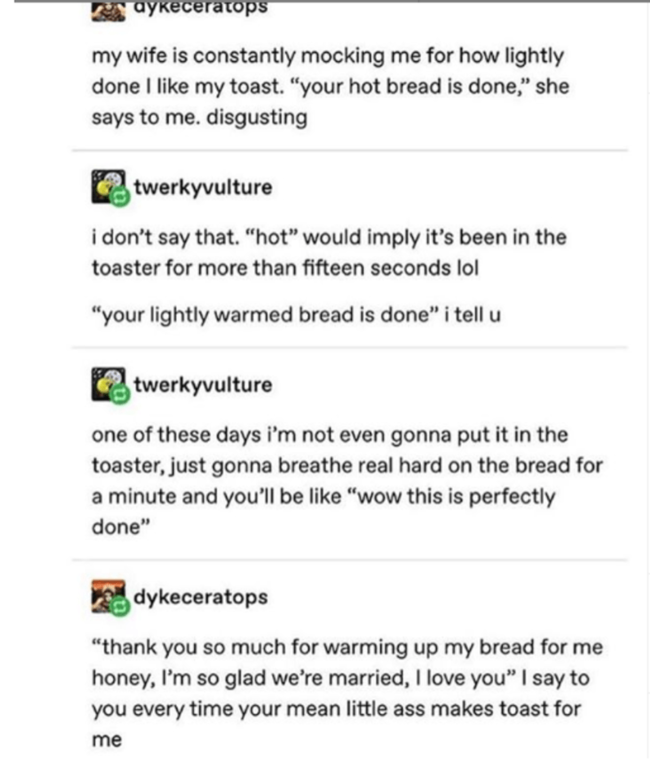 dykeceratops
my wife is constantly mocking me for how lightly
done I like my toast. “your hot bread is done,” she
says to me. disgusting
twerkyvulture
i don’t say that. “hot” would imply it’s been in the
toaster for more than fifteen seconds lol
“your lightly warmed bread is done” i tell u
twerkyvulture
one of these days i’m not even gonna put it in the
toaster, just gonna breathe real hard on the bread for
a minute and you’ll be like “wow this is perfectly
done”
dykeceratops
“thank you so much for warming up my bread for me
honey, I’m so glad we’re married, I love you” I say to
you every time your mean little ass makes toast for
me